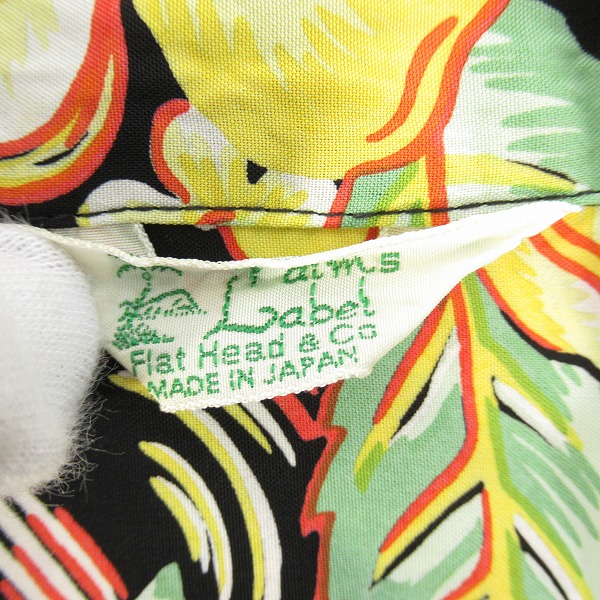 Palms
Label
Flat Head & Co
MADE IN JAPAN